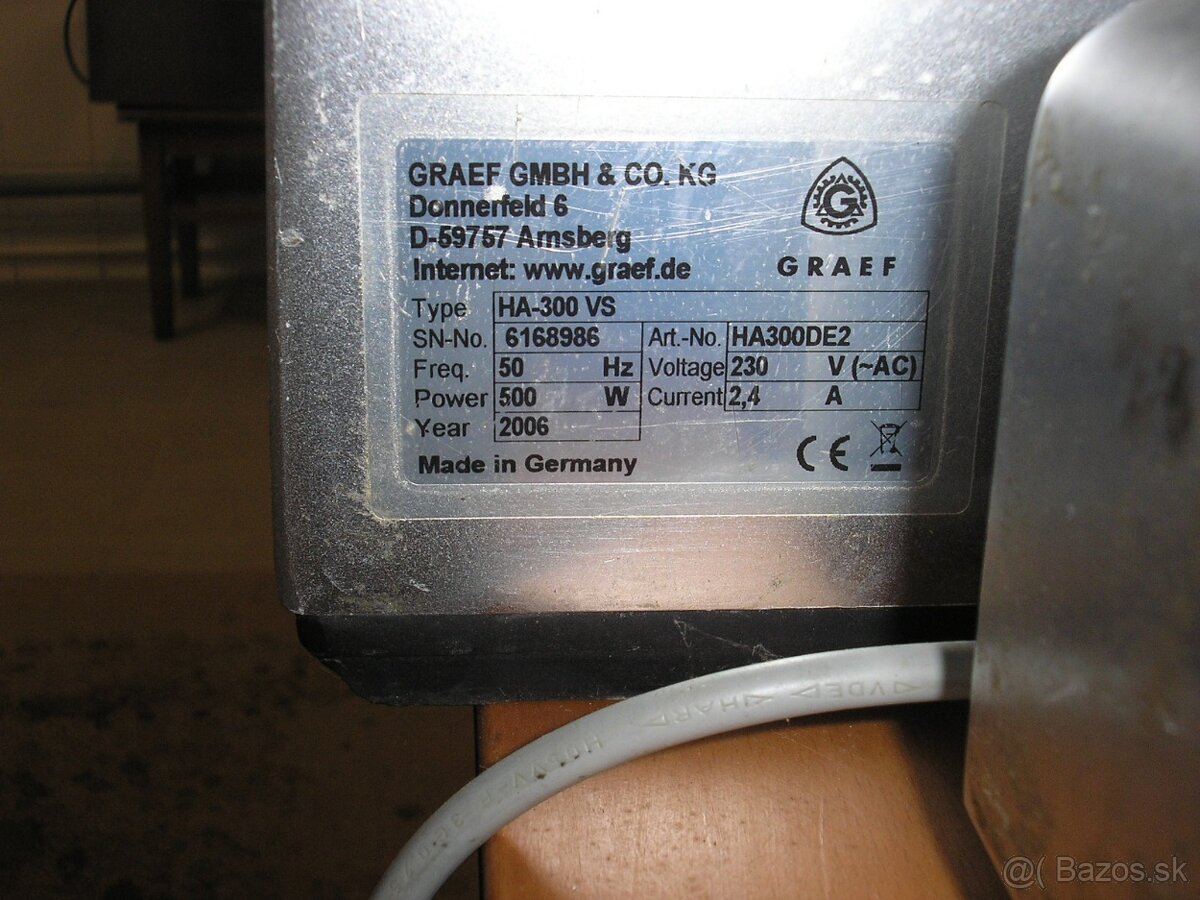 GRAEF GMBH & CO. KG
Donnerfeld 6
D-59757 Arnsberg
Internet: www.graef.de
G
GRAEF
Type HA-300 VS
SN-No. 6168986 Art.-No. HA300DE2
Freq. 50 Hz Voltage 230 V (~AC)
Power 500 W Current 2,4 A
Year 2006
Made in Germany
CE
◁VDE▷ ◁HAR▷
@( Bazos.sk